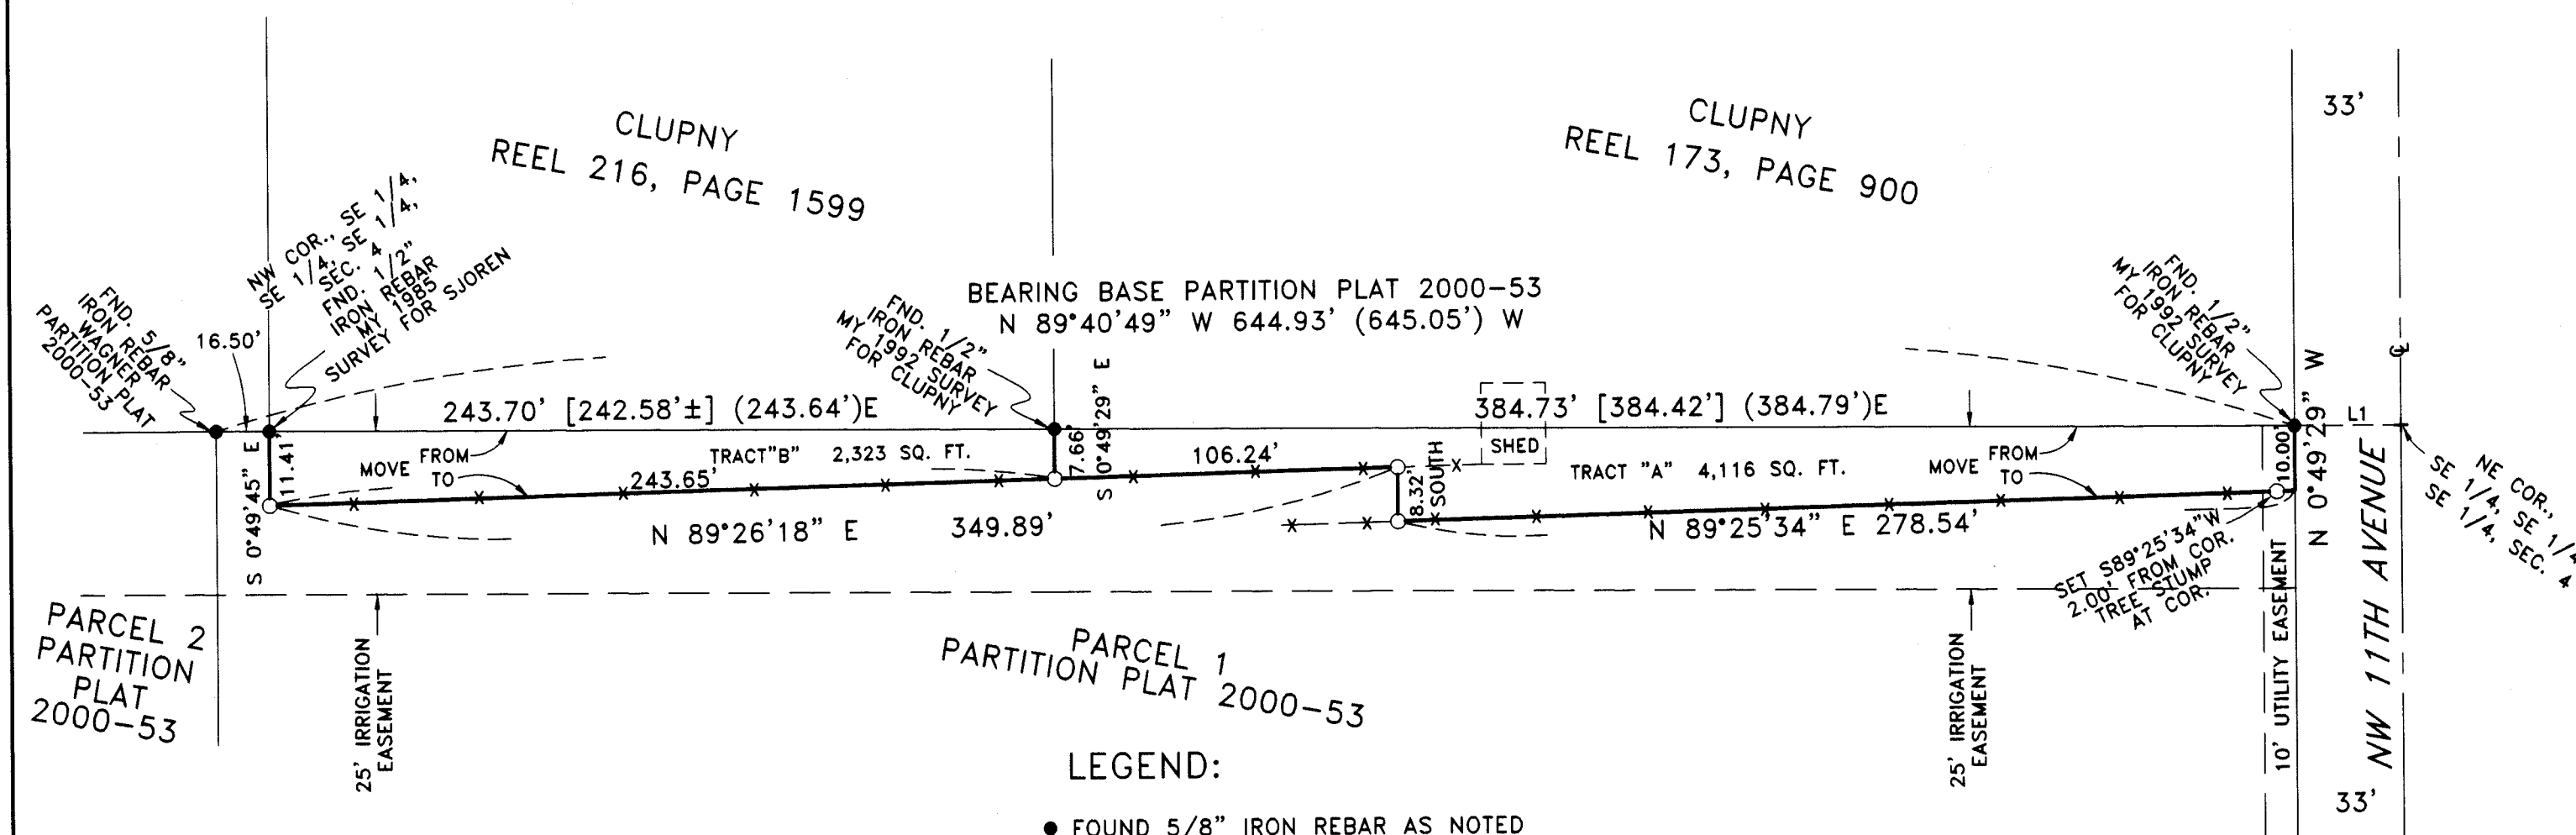 33'
CLUPNY
REEL 216, PAGE 1599
CLUPNY
REEL 173, PAGE 900
NW COR., SE 1/4,
SE 1/4, SE 1/4,
SEC. 4
FND. 1/2"
IRON REBAR
MY 1985
SURVEY FOR SJOREN
FND. 5/8"
IRON REBAR
WAGNER
PARTITION PLAT
2000-53
16.50'
FND. 1/2"
IRON REBAR
MY 1992 SURVEY
FOR CLUPNY
BEARING BASE PARTITION PLAT 2000-53
N 89°40'49" W 644.93' (645.05') W
FND. 1/2"
IRON REBAR
MY 1992 SURVEY
FOR CLUPNY
243.70' [242.58'±] (243.64')E
384.73' [384.42'] (384.79')E
L1
S 0°49'45" E
11.41'
MOVE FROM
TO
TRACT"B" 2,323 SQ. FT.
243.65'
7.66'
S 0°49'29" E
106.24'
8.32'
SOUTH
SHED
TRACT "A" 4,116 SQ. FT.
MOVE FROM
TO
10.00'
N 0°49'29" W
NE COR.,
SE 1/4, SE 1/4
SE 1/4, SEC. 4
N 89°26'18" E 349.89'
N 89°25'34" E 278.54'
SET S89°25'34"W
2.00' FROM COR.
TREE STUMP
AT COR.
PARCEL 2
PARTITION
PLAT
2000-53
25' IRRIGATION
EASEMENT
PARCEL 1
PARTITION PLAT 2000-53
25' IRRIGATION
EASEMENT
10' UTILITY EASEMENT
NW 11TH AVENUE
33'
LEGEND:
FOUND 5/8" IRON REBAR AS NOTED